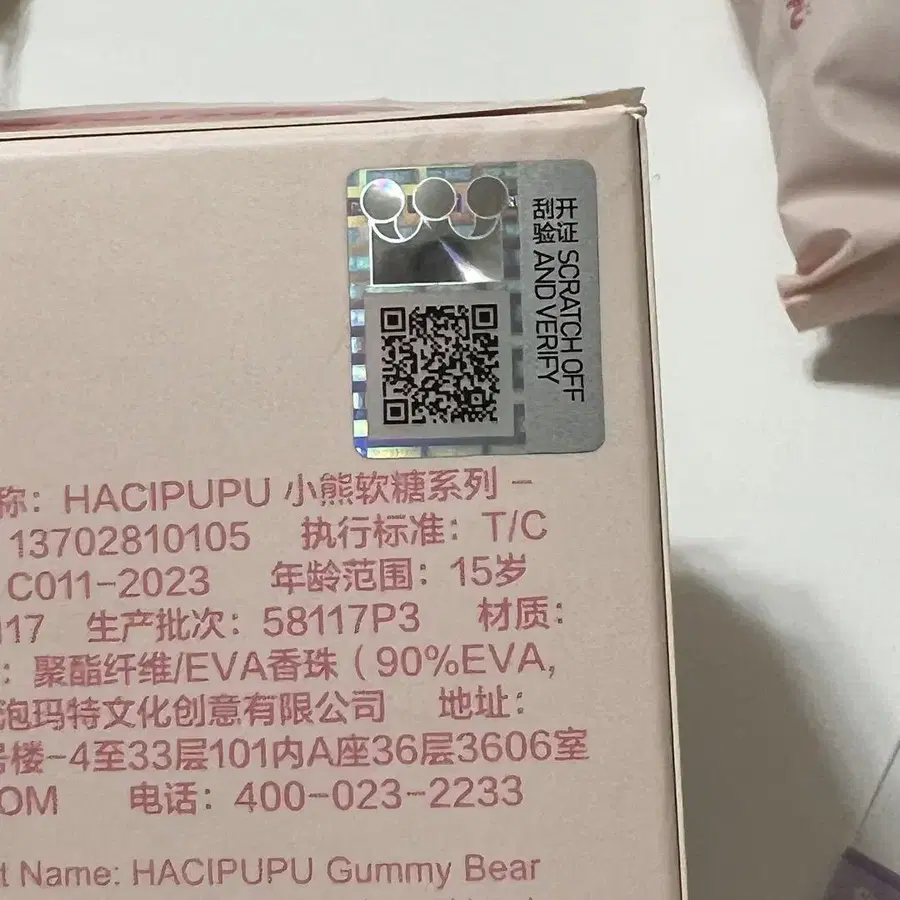 刮开
验证
SCRATCH OFF
AND VERIFY
称：HACIPUPU 小熊软糖系列 –
13702810105 执行标准：T/C
C011-2023 年龄范围：15岁
117 生产批次：58117P3 材质：
：聚酯纤维/EVA香珠（90%EVA,
泡玛特文化创意有限公司 地址：
号楼-4至33层101内A座36层3606室
OM 电话：400-023-2233
t Name: HACIPUPU Gummy Bear